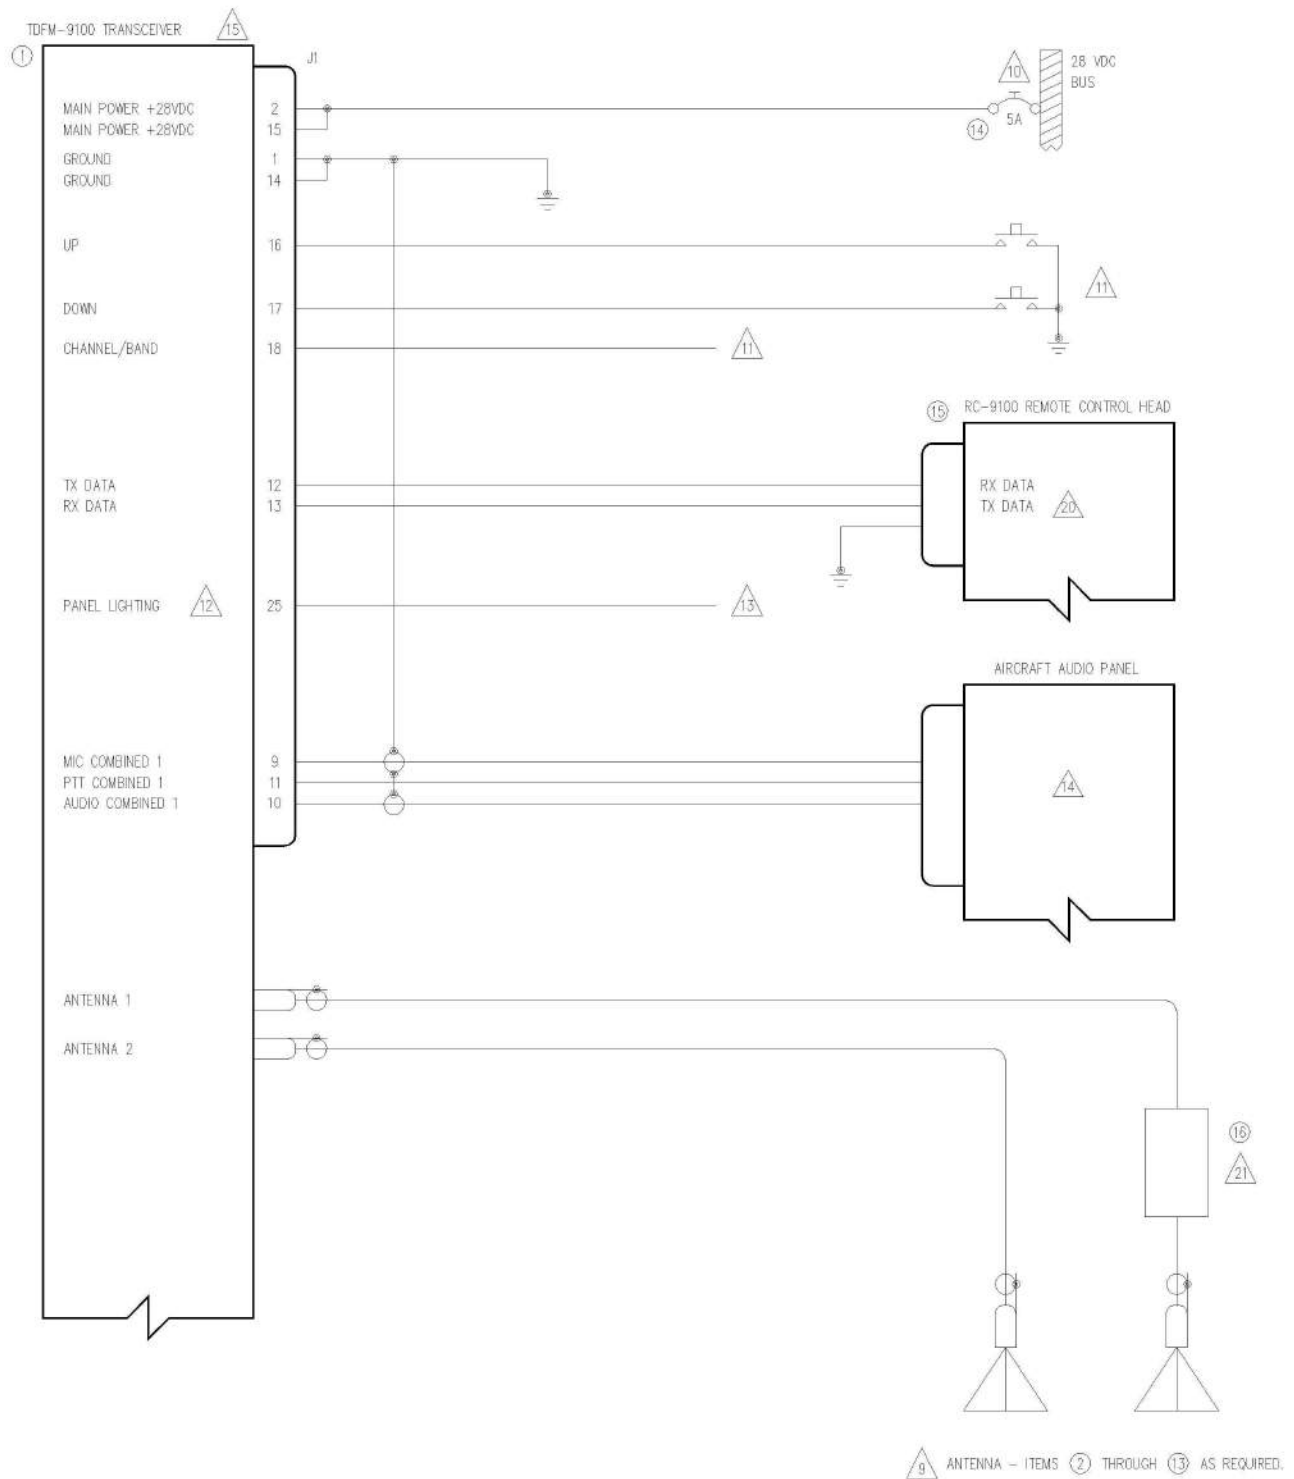 TDFM-9100 TRANSCEIVER 15
1
J1
10
28 VDC
BUS
MAIN POWER +28VDC 2
MAIN POWER +28VDC 15
14
5A
GROUND 1
GROUND 14
UP 16
DOWN 17
11
CHANNEL/BAND 18
11
15 RC-9100 REMOTE CONTROL HEAD
TX DATA 12
RX DATA 13
RX DATA
TX DATA 20
PANEL LIGHTING 12 25
13
AIRCRAFT AUDIO PANEL
MIC COMBINED 1 9
PTT COMBINED 1 11
AUDIO COMBINED 1 10
14
ANTENNA 1
ANTENNA 2
16
21
9 ANTENNA - ITEMS 2 THROUGH 13 AS REQUIRED.